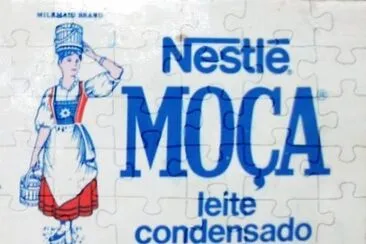 MILKMAID BRAND
Nestlé®
MOÇA®
leite
condensado